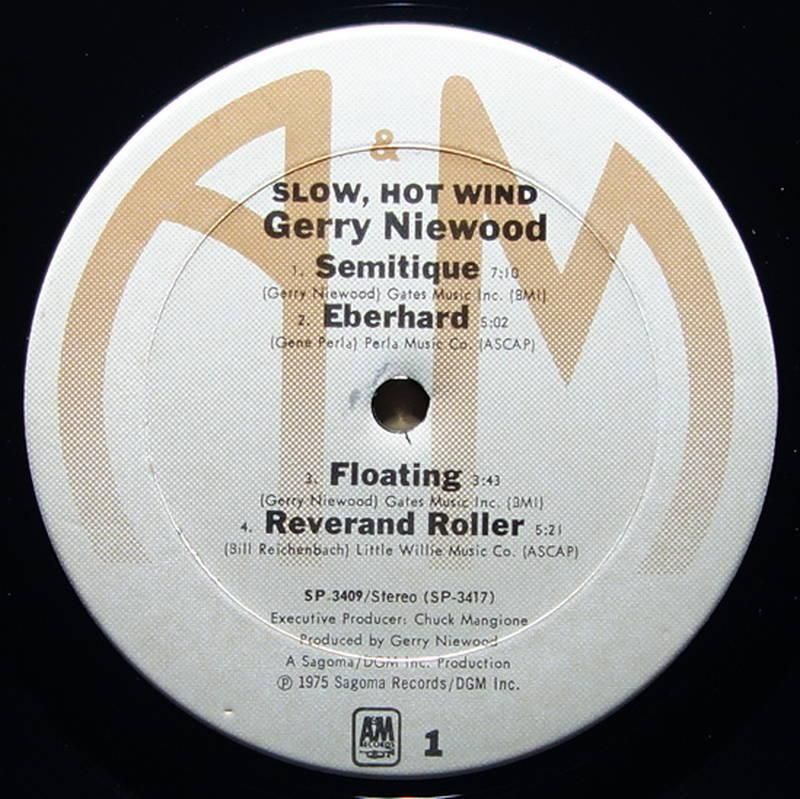 A & M
SLOW, HOT WIND
Gerry Niewood
1. Semitique 7:10
(Gerry Niewood) Gates Music Inc. (BMI)
2. Eberhard 5:02
(Gene Perla) Perla Music Co. (ASCAP)
3. Floating 3:43
(Gerry Niewood) Gates Music Inc. (BMI)
4. Reverand Roller 5:21
(Bill Reichenbach) Little Willie Music Co. (ASCAP)
SP 3409/Stereo (SP-3417)
Executive Producer: Chuck Mangione
Produced by Gerry Niewood
A Sagoma/DGM Inc. Production
℗ 1975 Sagoma Records/DGM Inc.
A&M
RECORDS
1